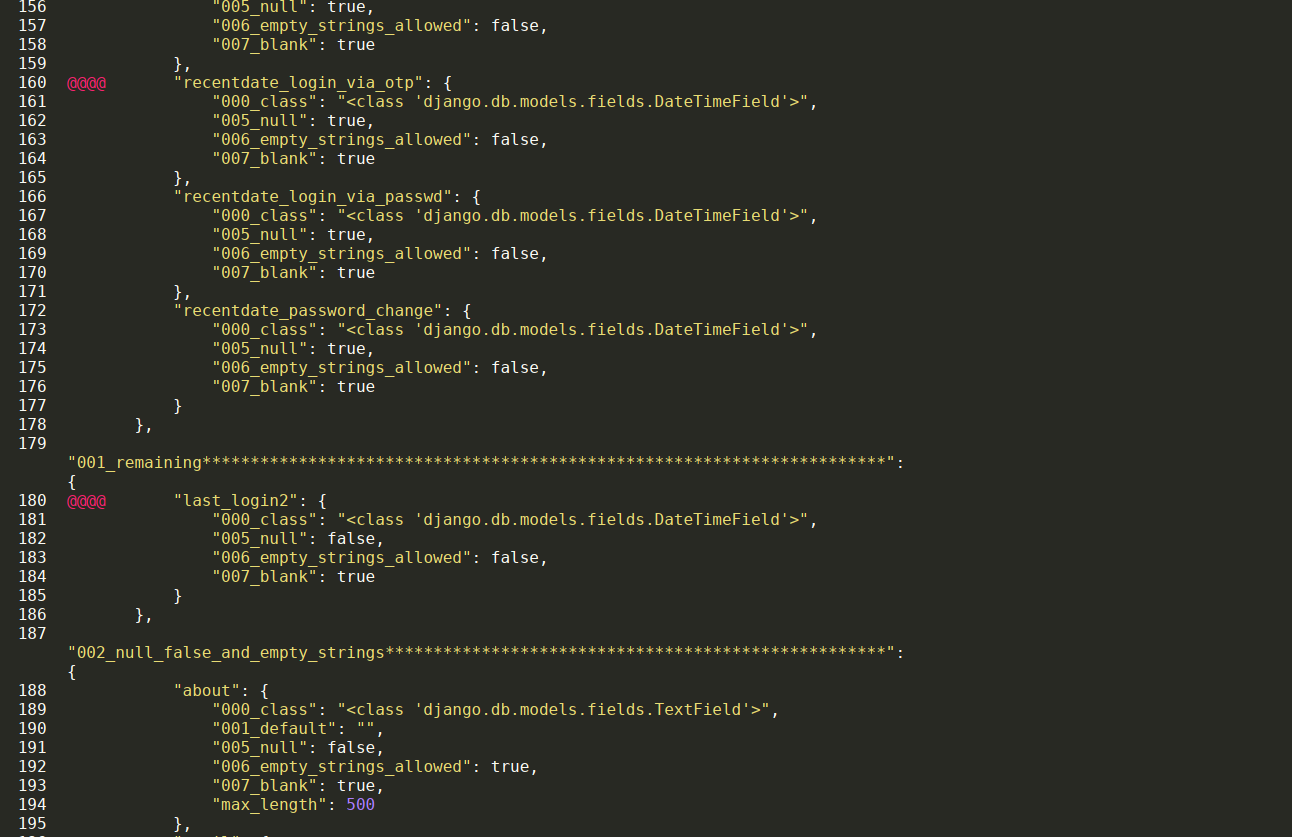 156 "005_null": true,
157 "006_empty_strings_allowed": false,
158 "007_blank": true
159 },
160 @@@@ "recentdate_login_via_otp": {
161 "000_class": "<class 'django.db.models.fields.DateTimeField'>",
162 "005_null": true,
163 "006_empty_strings_allowed": false,
164 "007_blank": true
165 },
166 "recentdate_login_via_passwd": {
167 "000_class": "<class 'django.db.models.fields.DateTimeField'>",
168 "005_null": true,
169 "006_empty_strings_allowed": false,
170 "007_blank": true
171 },
172 "recentdate_password_change": {
173 "000_class": "<class 'django.db.models.fields.DateTimeField'>",
174 "005_null": true,
175 "006_empty_strings_allowed": false,
176 "007_blank": true
177 }
178 },
179
"001_remaining***********************************************************************":
{
180 @@@@ "last_login2": {
181 "000_class": "<class 'django.db.models.fields.DateTimeField'>",
182 "005_null": false,
183 "006_empty_strings_allowed": false,
184 "007_blank": true
185 }
186 },
187
"002_null_false_and_empty_strings****************************************************":
{
188 "about": {
189 "000_class": "<class 'django.db.models.fields.TextField'>",
190 "001_default": "",
191 "005_null": false,
192 "006_empty_strings_allowed": true,
193 "007_blank": true,
194 "max_length": 500
195 },